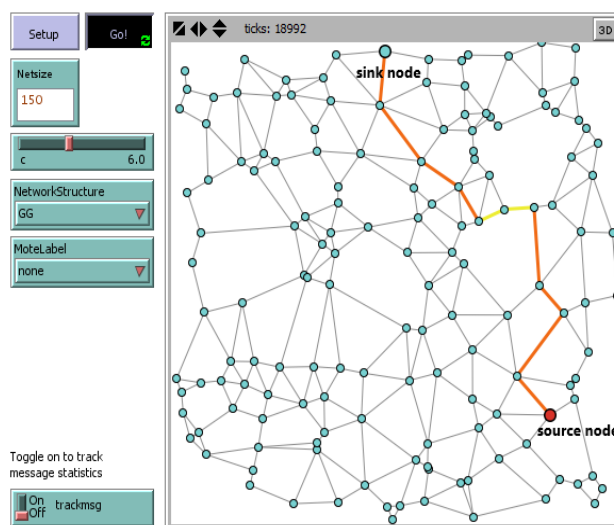 Setup
Go!
ticks: 18992
3D
Netsize
150
c
6.0
NetworkStructure
GG
MoteLabel
none
sink node
source node
Toggle on to track
message statistics
On
Off
trackmsg